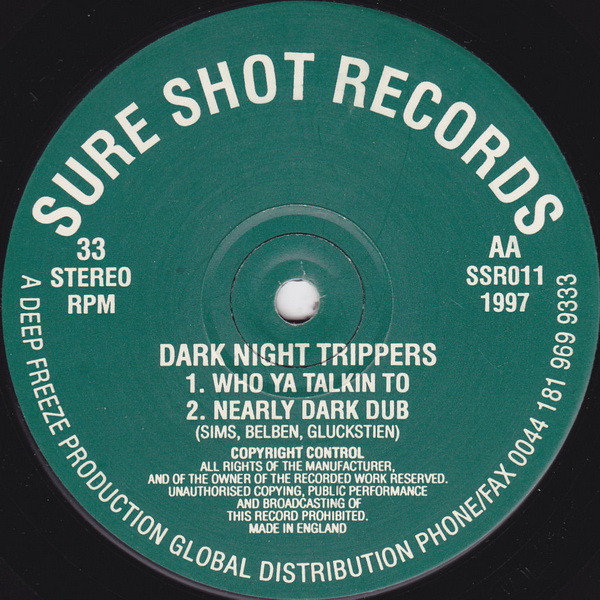 SURE SHOT RECORDS
33
STEREO
RPM
AA
SSR011
1997
DARK NIGHT TRIPPERS
1. WHO YA TALKIN TO
2. NEARLY DARK DUB
(SIMS, BELBEN, GLUCKSTIEN)
COPYRIGHT CONTROL
ALL RIGHTS OF THE MANUFACTURER,
AND OF THE OWNER OF THE RECORDED WORK RESERVED.
UNAUTHORISED COPYING, PUBLIC PERFORMANCE
AND BROADCASTING OF
THIS RECORD PROHIBITED.
MADE IN ENGLAND
A DEEP FREEZE PRODUCTION GLOBAL DISTRIBUTION PHONE/FAX 0044 181 969 9333